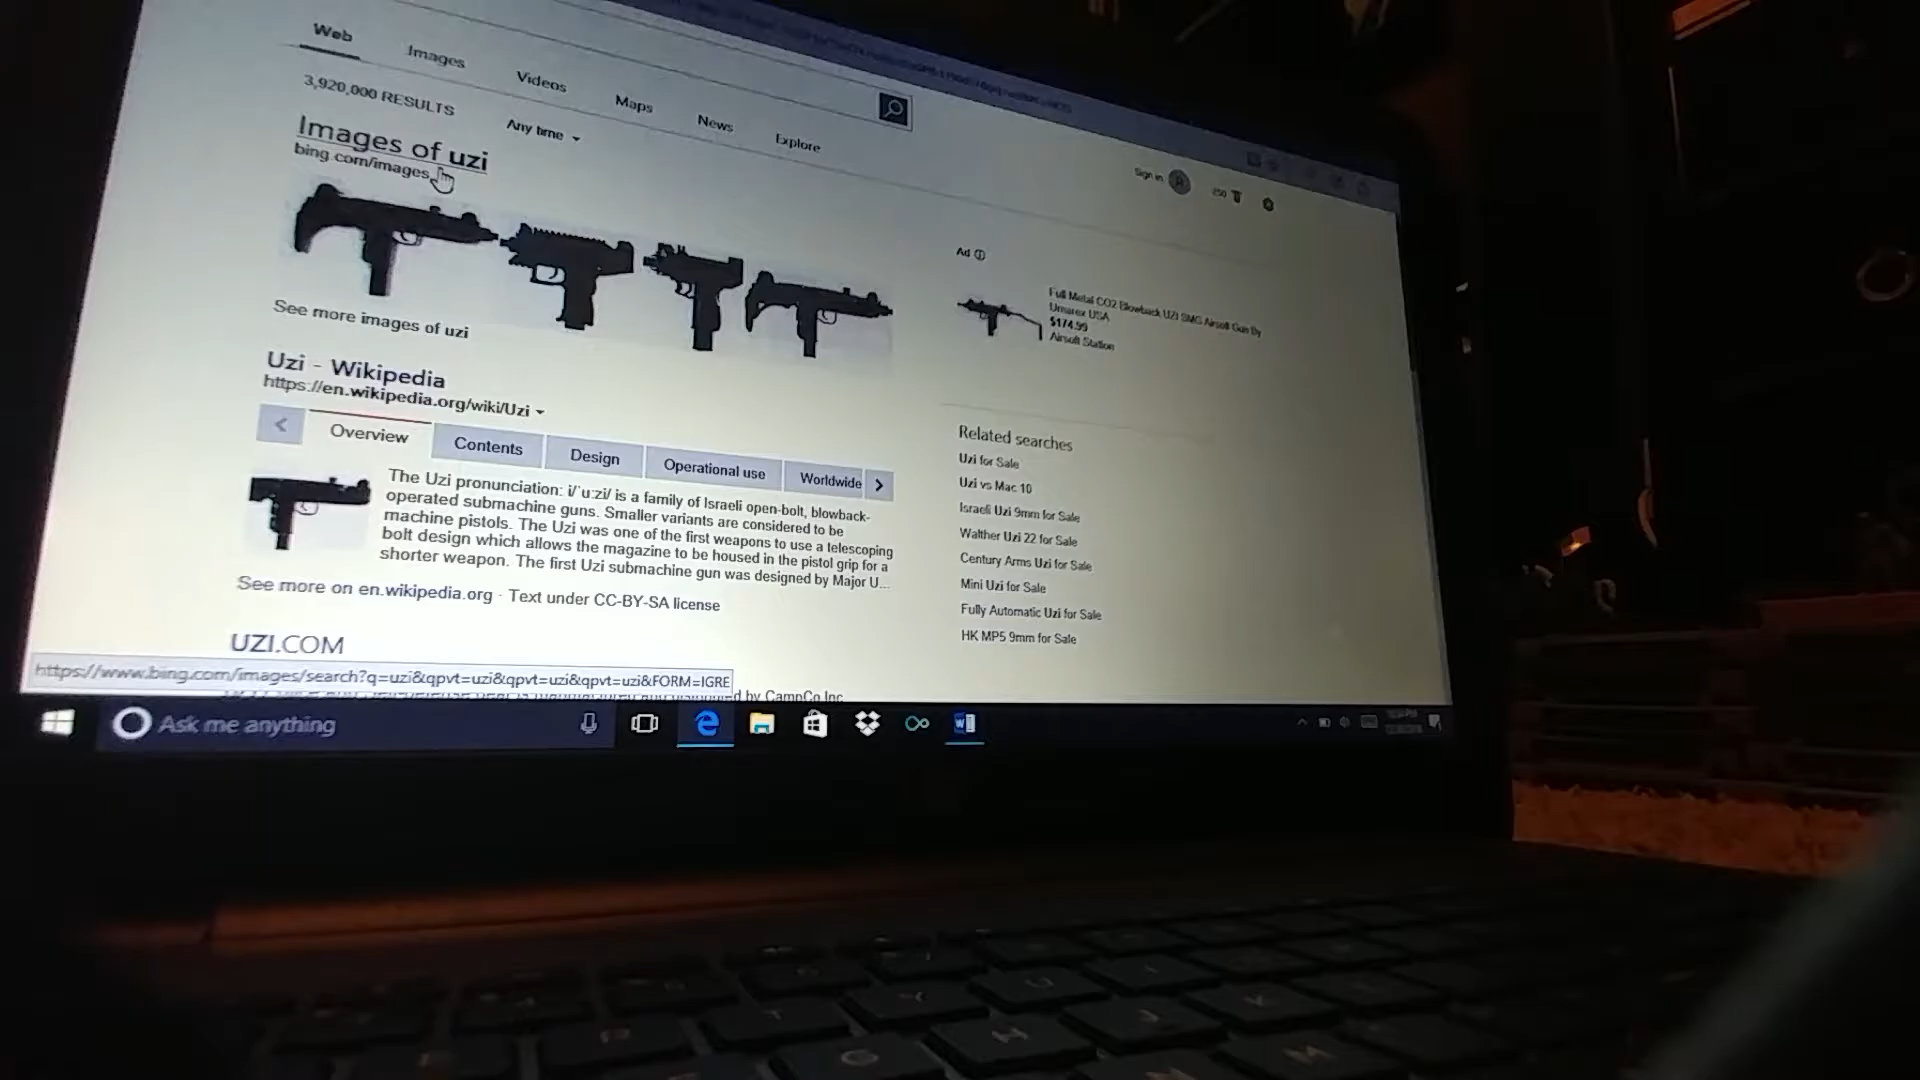 Web Images Videos Maps News Explore
3,920,000 RESULTS Any time
Images of uzi
bing.com/images
See more images of uzi
Uzi - Wikipedia
https://en.wikipedia.org/wiki/Uzi
Overview Contents Design Operational use Worldwide
The Uzi pronunciation: i/ˈuːzi/ is a family of Israeli open-bolt, blowback-
operated submachine guns. Smaller variants are considered to be
machine pistols. The Uzi was one of the first weapons to use a telescoping
bolt design which allows the magazine to be housed in the pistol grip for a
shorter weapon. The first Uzi submachine gun was designed by Major U...
See more on en.wikipedia.org · Text under CC-BY-SA license
UZI.COM
https://www.bing.com/images/search?q=uzi&qpvt=uzi&qpvt=uzi&qpvt=uzi&FORM=IGRE
d by CampCo Inc
Sign in 250
Ad
Full Metal CO2 Blowback UZI SMG Airsoft Gun By
Umarex USA
$174.99
Airsoft Station
Related searches
Uzi for Sale
Uzi vs Mac 10
Israeli Uzi 9mm for Sale
Walther Uzi 22 for Sale
Century Arms Uzi for Sale
Mini Uzi for Sale
Fully Automatic Uzi for Sale
HK MP5 9mm for Sale
Ask me anything
Y U
H J K
M